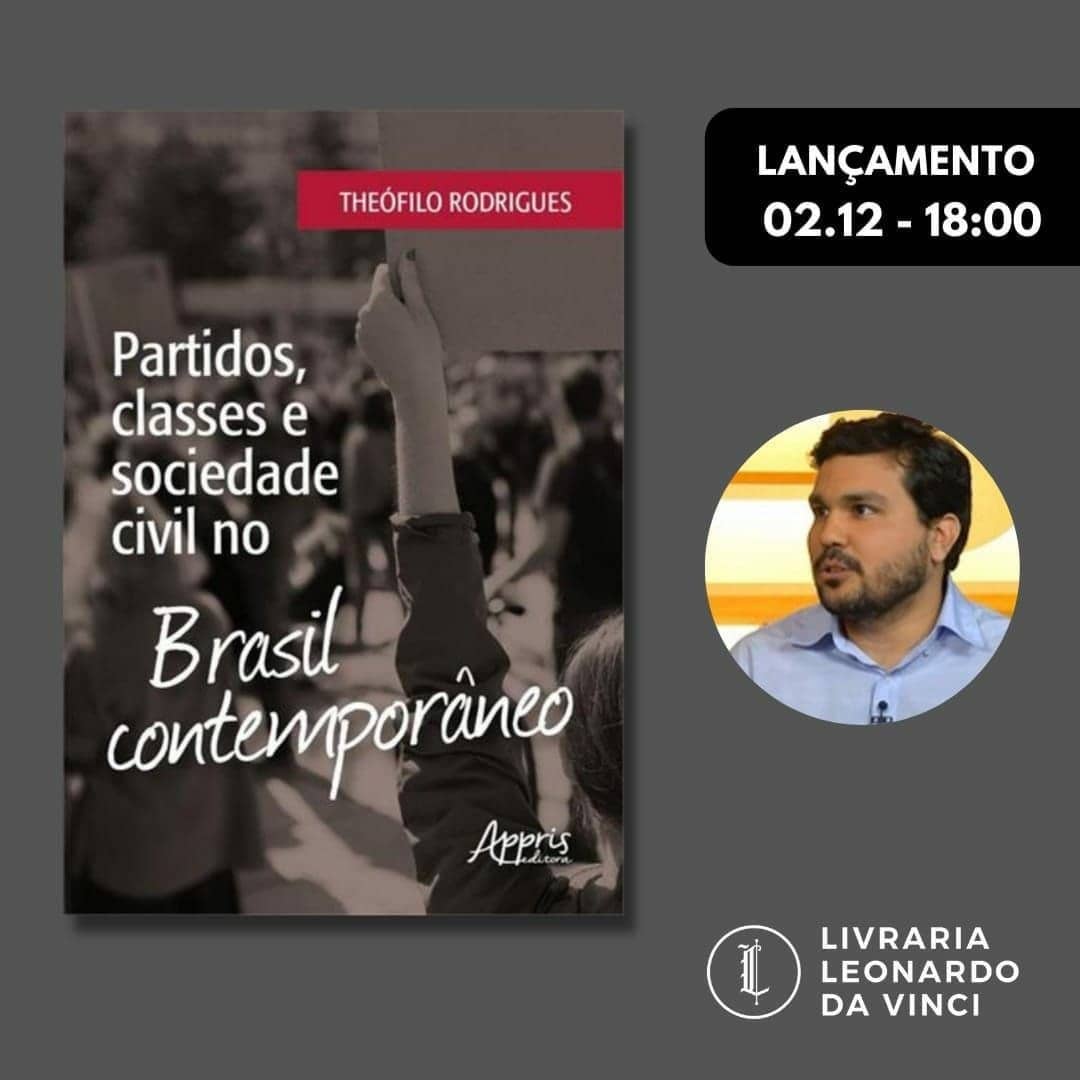 THEÓFILO RODRIGUES
Partidos,
classes e
sociedade
civil no
Brasil
contemporâneo
Appris
editora
LANÇAMENTO
02.12 - 18:00
LIVRARIA
LEONARDO
DA VINCI